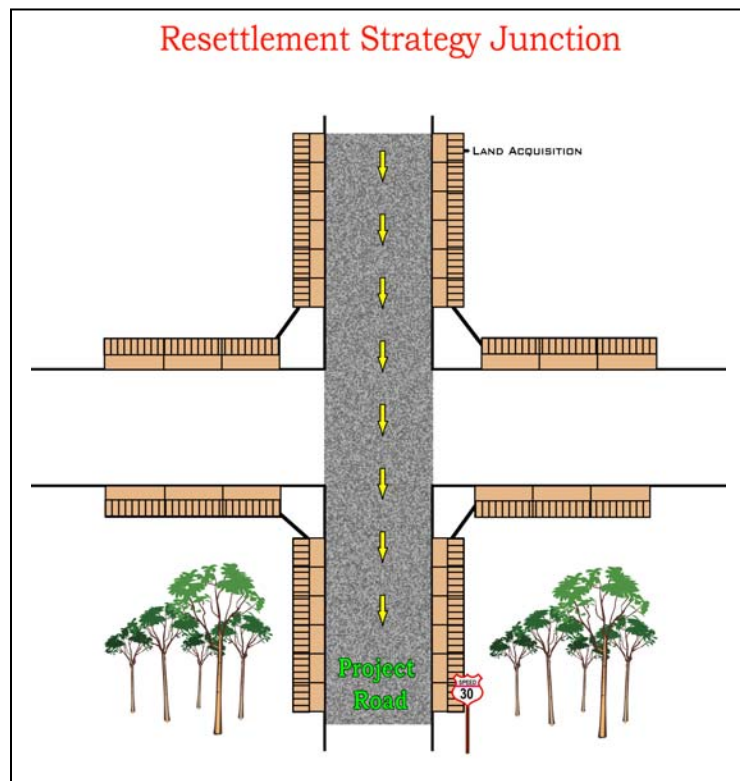 Resettlement Strategy Junction
LAND ACQUISITION
Project
Road
SPEED
30